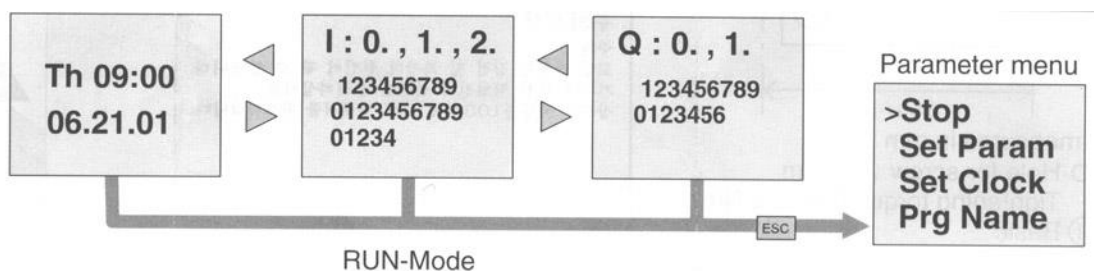 Th 09:00
06.21.01
I : 0. , 1. , 2.
123456789
0123456789
01234
Q : 0. , 1.
123456789
0123456
Parameter menu
>Stop
Set Param
Set Clock
Prg Name
ESC
RUN-Mode